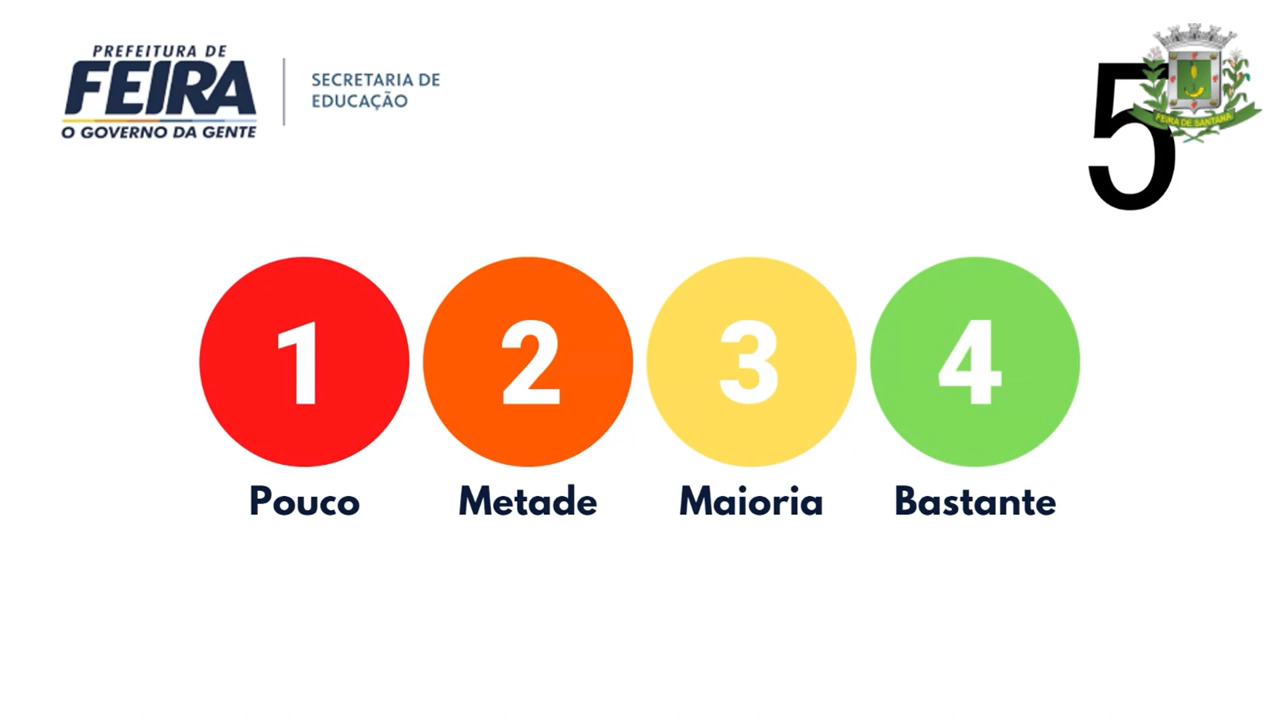 PREFEITURA DE
FEIRA
O GOVERNO DA GENTE
SECRETARIA DE
EDUCAÇÃO
5
FEIRA DE SANTANA
1
2
3
4
Pouco
Metade
Maioria
Bastante